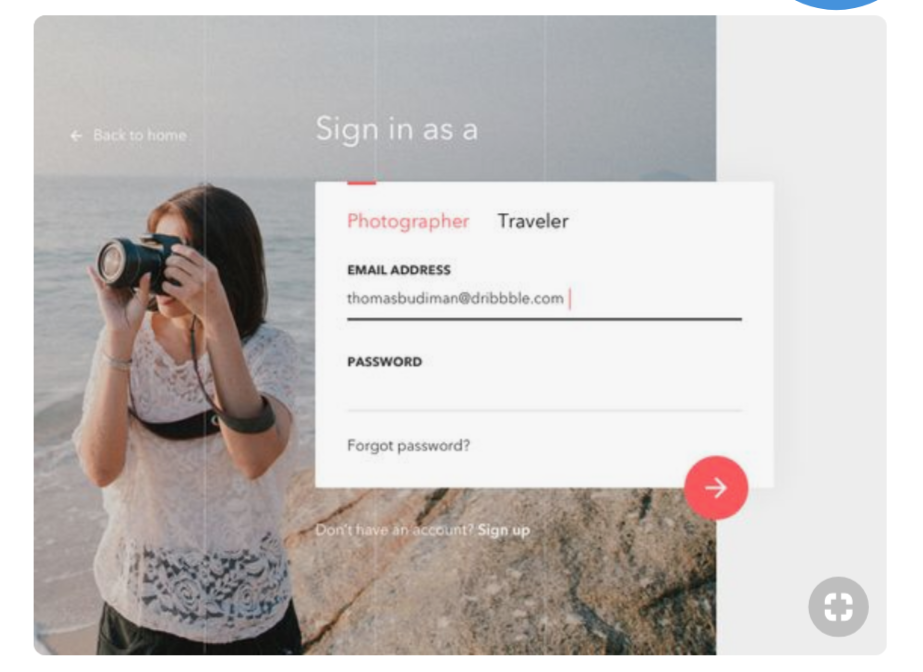 Back to home
Sign in as a
Photographer Traveler
EMAIL ADDRESS
thomasbudiman@dribbble.com
PASSWORD
Forgot password?
Don't have an account? Sign up